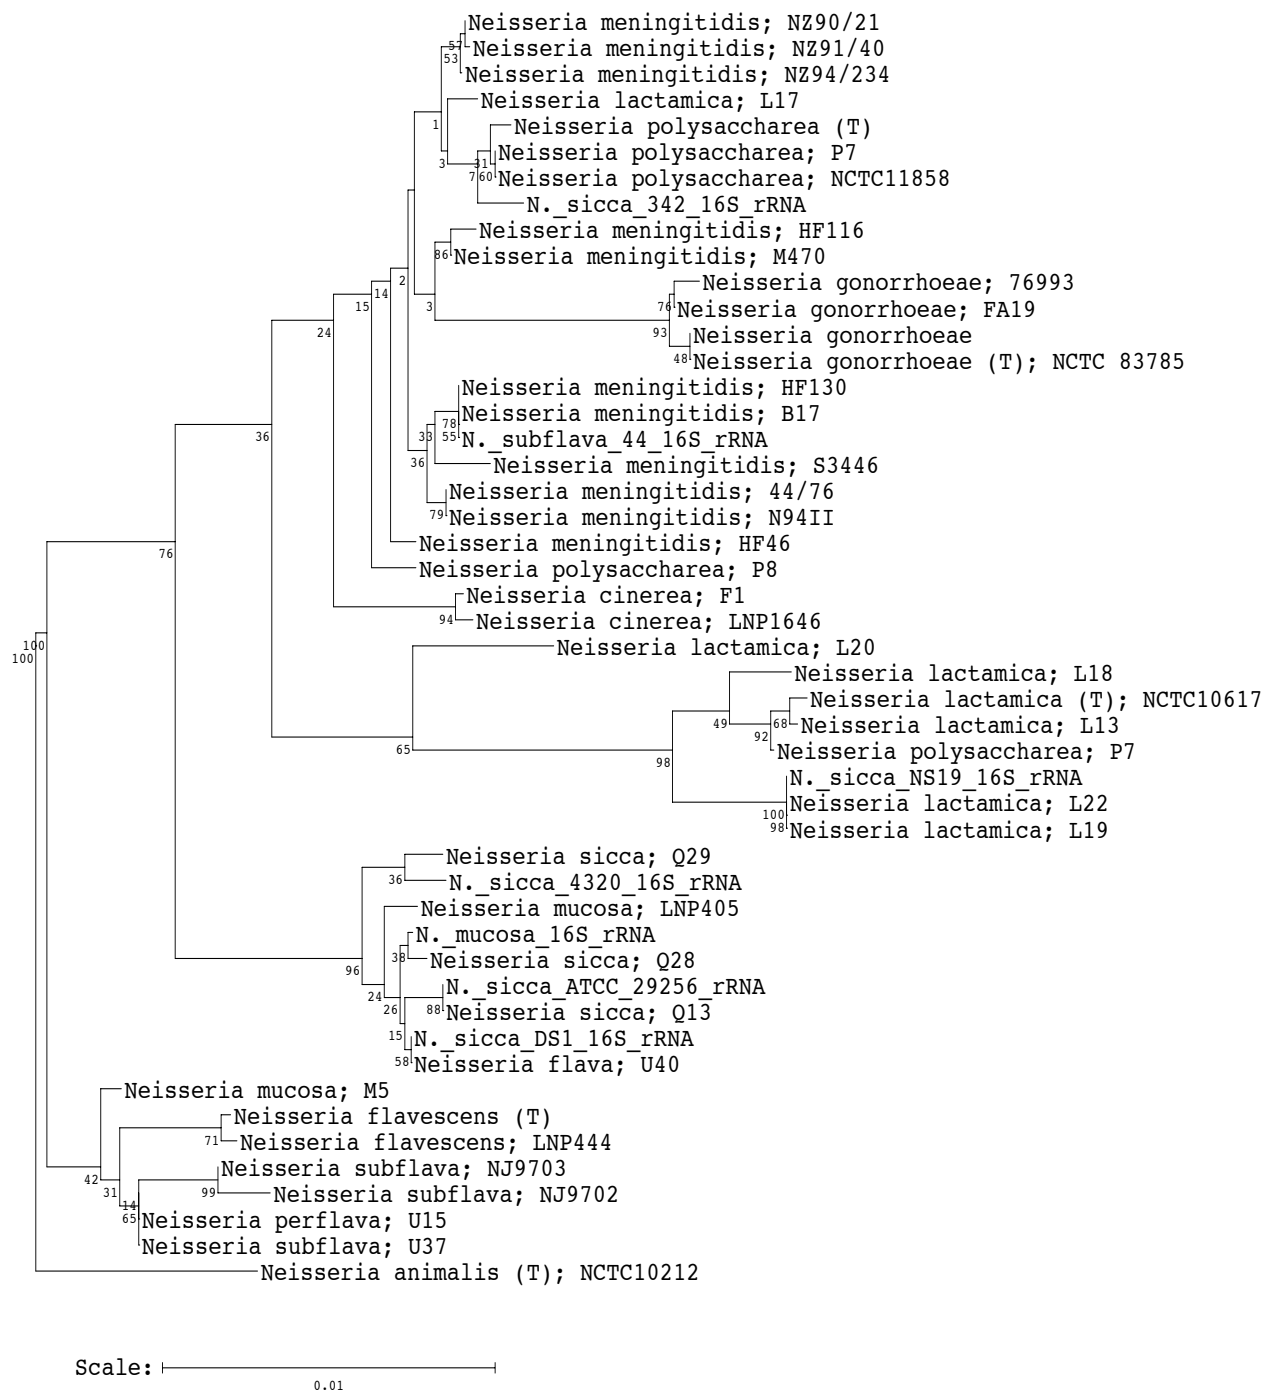 Neisseria meningitidis; NZ90/21
57
Neisseria meningitidis; NZ91/40
53
Neisseria meningitidis; NZ94/234
Neisseria lactamica; L17
1
Neisseria polysaccharea (T)
Neisseria polysaccharea; P7
3
31
7
60
Neisseria polysaccharea; NCTC11858
N._sicca_342_16S_rRNA
Neisseria meningitidis; HF116
86
Neisseria meningitidis; M470
2
Neisseria gonorrhoeae; 76993
14
15
3
76
Neisseria gonorrhoeae; FA19
24
93
Neisseria gonorrhoeae
48
Neisseria gonorrhoeae (T); NCTC 83785
Neisseria meningitidis; HF130
Neisseria meningitidis; B17
78
36
33
55
N._subflava_44_16S_rRNA
36
Neisseria meningitidis; S3446
Neisseria meningitidis; 44/76
79
Neisseria meningitidis; N94II
76
Neisseria meningitidis; HF46
Neisseria polysaccharea; P8
Neisseria cinerea; F1
94
Neisseria cinerea; LNP1646
100
Neisseria lactamica; L20
100
Neisseria lactamica; L18
Neisseria lactamica (T); NCTC10617
49
68
Neisseria lactamica; L13
92
65
Neisseria polysaccharea; P7
98
N._sicca_NS19_16S_rRNA
Neisseria lactamica; L22
100
98
Neisseria lactamica; L19
Neisseria sicca; Q29
36
N._sicca_4320_16S_rRNA
Neisseria mucosa; LNP405
N._mucosa_16S_rRNA
38
Neisseria sicca; Q28
96
N._sicca_ATCC_29256_rRNA
24
26
88
Neisseria sicca; Q13
15
N._sicca_DS1_16S_rRNA
58
Neisseria flava; U40
Neisseria mucosa; M5
Neisseria flavescens (T)
71
Neisseria flavescens; LNP444
Neisseria subflava; NJ9703
42
31
99
Neisseria subflava; NJ9702
14
65
Neisseria perflava; U15
Neisseria subflava; U37
Neisseria animalis (T); NCTC10212
Scale:
0.01